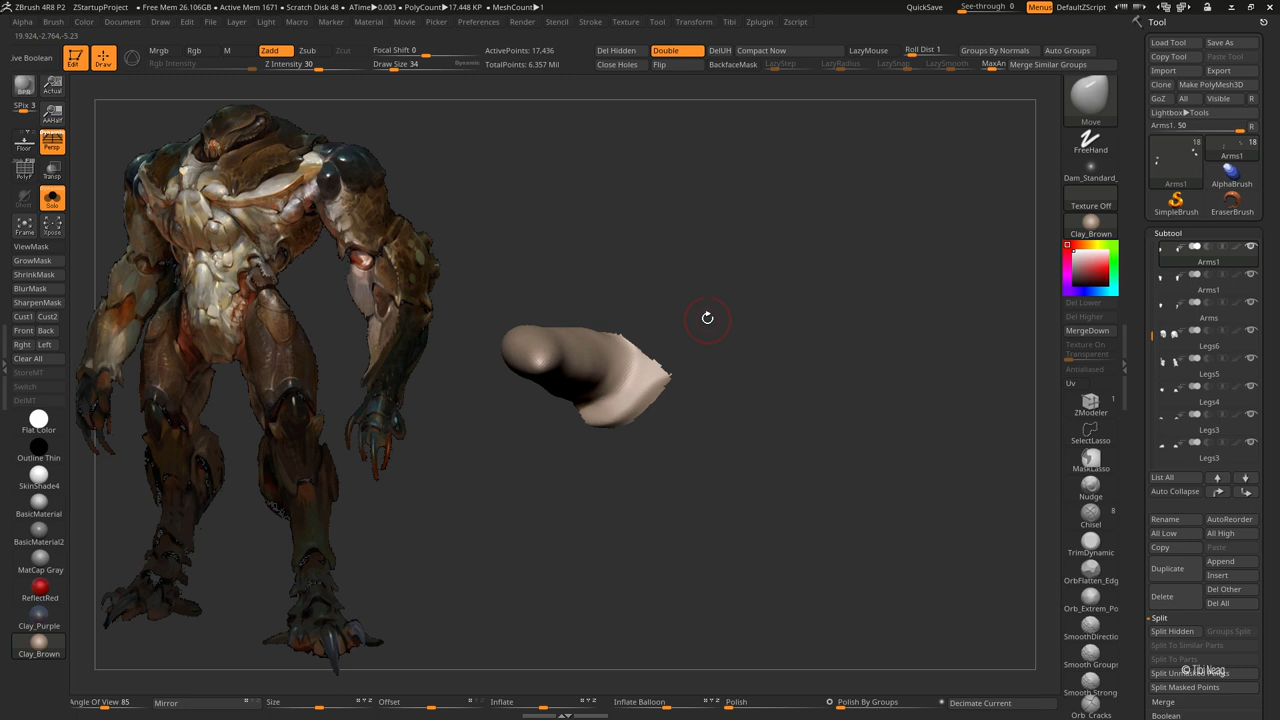 ZBrush 4R8 P2 ZStartupProject • Free Mem 26.106GB • Active Mem 1671 • Scratch Disk 48 • ATime▶0.003 • PolyCount▶17.448 KP • MeshCount▶1 QuickSave See-through 0 Menus DefaultZScript
Alpha Brush Color Document Draw Edit File Layer Light Macro Marker Material Movie Picker Preferences Render Stencil Stroke Texture Tool Transform Tibi Zplugin Zscript Tool
19.924, -2.764, -5.23
ive Boolean Edit Draw Mrgb Rgb M Zadd Zsub Zcut Focal Shift 0 ActivePoints: 17,436 Del Hidden Double DelUH Compact Now LazyMouse Roll Dist 1 Groups By Normals Auto Groups
Rgb Intensity Z Intensity 30 Draw Size 34 Dynamic TotalPoints: 6,357 Mil Close Holes Flip BackfaceMask LazyStep LazyRadius LazySnap LazySmooth MaxAn Merge Similar Groups
Load Tool Save As
Copy Tool Paste Tool
Import Export
Clone Make PolyMesh3D
GoZ All Visible R
Lightbox▶Tools
Arms1. 50 R
18 18
Arms1
Arms1 AlphaBrush
SimpleBrush EraserBrush
Subtool
Arms1
Arms1
Arms
Legs6
Legs5
Legs4
Legs3
Legs3
List All
Auto Collapse
Rename AutoReorder
All Low All High
Copy Paste
Duplicate Append
Insert
Delete Del Other
Del All
Split
Split Hidden Groups Split
Split To Similar Parts
Split To Parts
Split Unmasked Points
Split Masked Points
Merge
Boolean
© Tibi Neag
BPR Actual
SPix 3
AAHalf
Dynamic
Floor Persp
PolyF Transp
Ghost Solo
Frame Xpose
ViewMask
GrowMask
ShrinkMask
BlurMask
SharpenMask
Cust1 Cust2
Front Back
Rght Left
Clear All
StoreMT
Switch
DelMT
Flat Color
Outline Thin
SkinShade4
BasicMaterial
BasicMaterial2
MatCap Gray
ReflectRed
Clay_Purple
Clay_Brown
Move
FreeHand
Dam_Standard_
Texture Off
Clay_Brown
Del Lower
Del Higher
MergeDown
Texture On
Transparent
Antialiased
Uv
1
ZModeler
SelectLasso
MaskLasso
Nudge
8
Chisel
TrimDynamic
OrbFlatten_Edg
Orb_Extrem_Po
SmoothDirectio
Smooth Groups
Smooth Strong
Orb_Cracks
Angle Of View 85 Mirror Size Offset Inflate Inflate Balloon Polish Polish By Groups Decimate Current